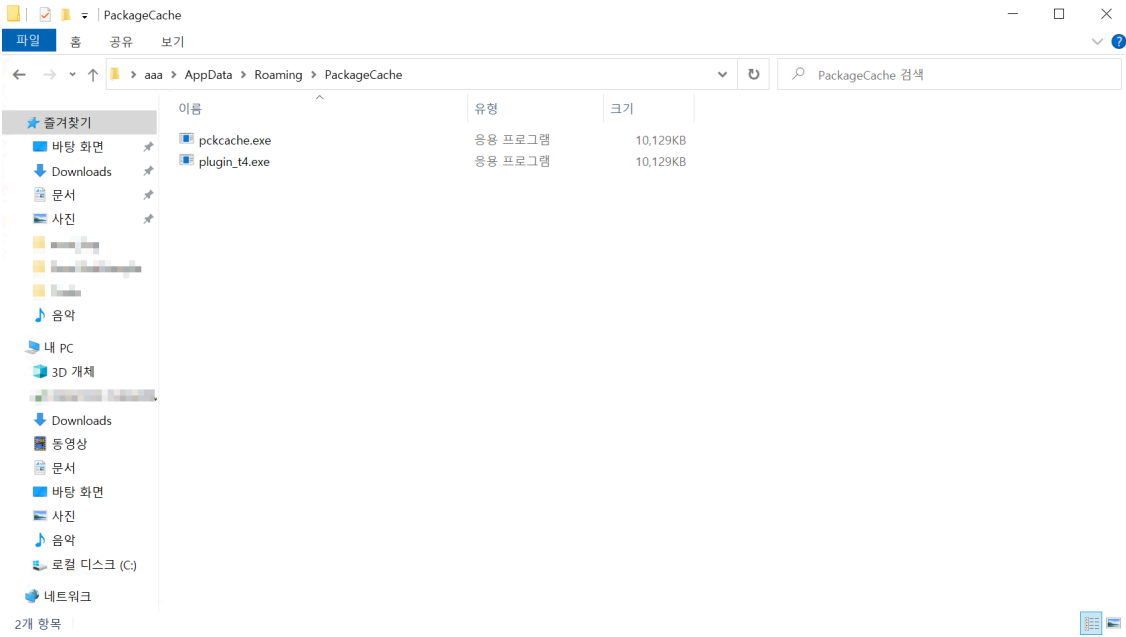 PackageCache
파일 홈 공유 보기
aaa AppData Roaming PackageCache
PackageCache 검색
이름 유형 크기
pckcache.exe 응용 프로그램 10,129KB
plugin_t4.exe 응용 프로그램 10,129KB
즐겨찾기
바탕 화면
Downloads
문서
사진
음악
내 PC
3D 개체
Downloads
동영상
문서
바탕 화면
사진
음악
로컬 디스크 (C:)
네트워크
2개 항목